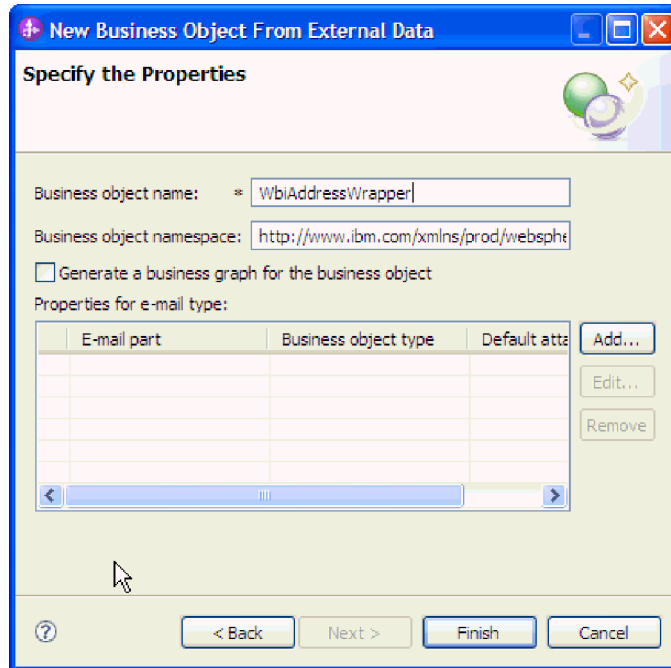 New Business Object From External Data
Specify the Properties
Business object name: * WbiAddressWrapper
Business object namespace: http://www.ibm.com/xmlns/prod/websphe
Generate a business graph for the business object
Properties for e-mail type:
E-mail part Business object type Default atta
Add...
Edit...
Remove
? < Back Next > Finish Cancel